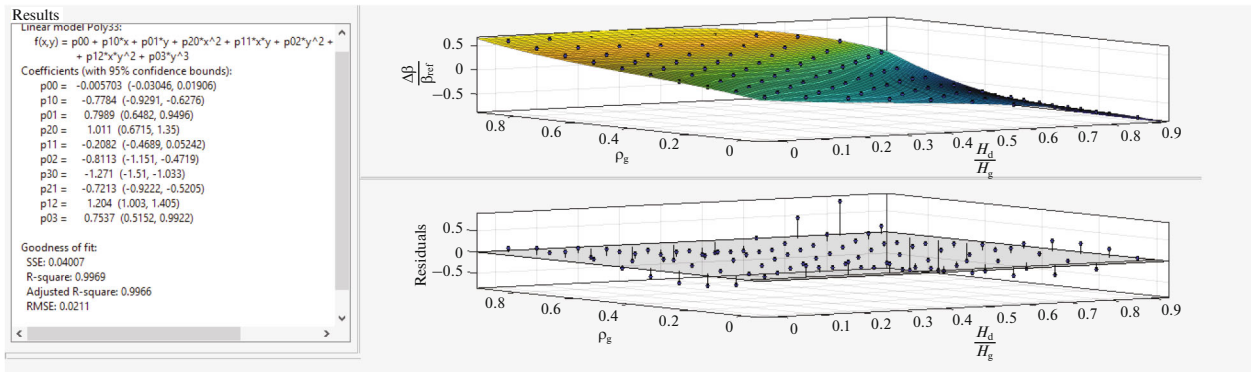 Results
Linear model Poly33:
f(x,y) = p00 + p10*x + p01*y + p20*x^2 + p11*x*y + p02*y^2 +
+ p12*x*y^2 + p03*y^3
Coefficients (with 95% confidence bounds):
p00 = -0.005703 (-0.03046, 0.01906)
p10 = -0.7784 (-0.9291, -0.6276)
p01 = 0.7989 (0.6482, 0.9496)
p20 = 1.011 (0.6715, 1.35)
p11 = -0.2082 (-0.4689, 0.05242)
p02 = -0.8113 (-1.151, -0.4719)
p30 = -1.271 (-1.51, -1.033)
p21 = -0.7213 (-0.9222, -0.5205)
p12 = 1.204 (1.003, 1.405)
p03 = 0.7537 (0.5152, 0.9922)
Goodness of fit:
SSE: 0.04007
R-square: 0.9969
Adjusted R-square: 0.9966
RMSE: 0.0211
Δβ
βref
0.5
0
−0.5
0.8
0.6
0.4
0.2
0
ρg
0
0.1
0.2
0.3
0.4
0.5
0.6
0.7
0.8
0.9
Hd
Hg
Residuals
0.5
0
−0.5
0.8
0.6
0.4
0.2
0
ρg
0
0.1
0.2
0.3
0.4
0.5
0.6
0.7
0.8
0.9
Hd
Hg